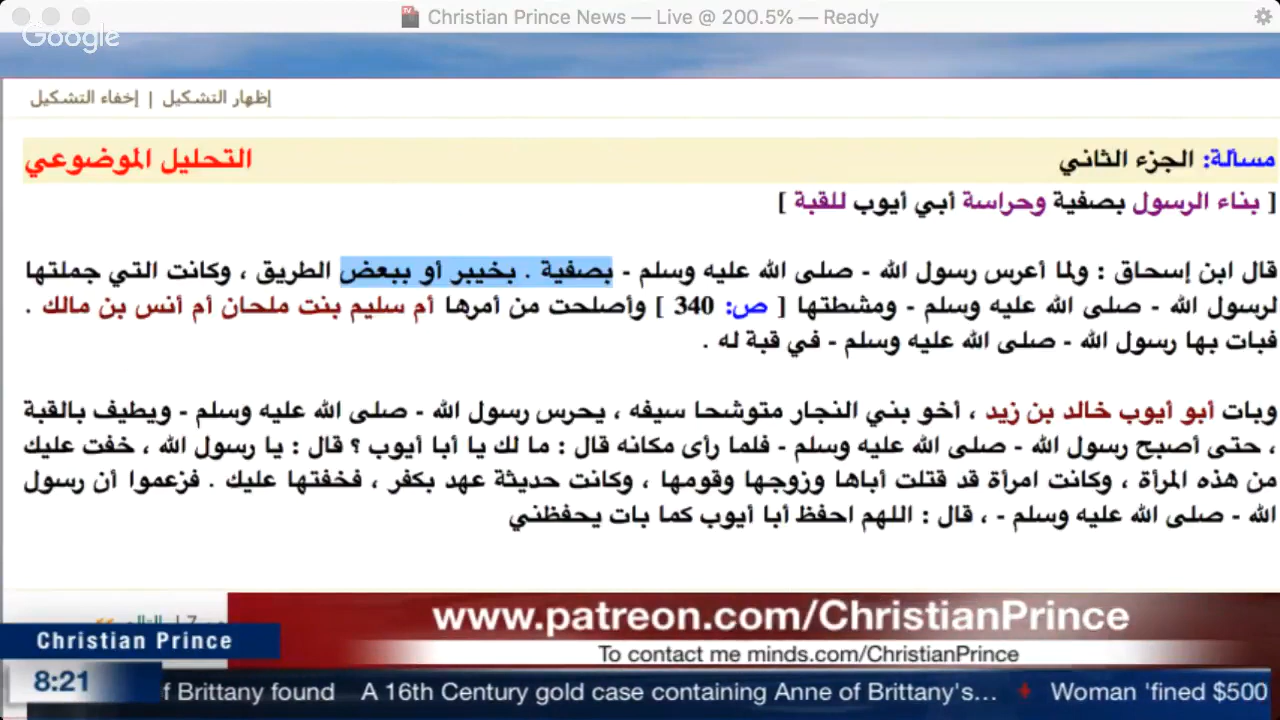 Christian Prince News — Live @ 200.5% — Ready
Google
إظهار التشكيل | إخفاء التشكيل
مسألة: الجزء الثاني
التحليل الموضوعي
[ بناء الرسول بصفية وحراسة أبي أيوب للقبة ]
قال ابن إسحاق : ولما أعرس رسول الله - صلى الله عليه وسلم - بصفية . بخيبر أو ببعض الطريق ، وكانت التي جملتها
لرسول الله - صلى الله عليه وسلم - ومشطتها [ ص: 340 ] وأصلحت من أمرها أم سليم بنت ملحان أم أنس بن مالك .
فبات بها رسول الله - صلى الله عليه وسلم - في قبة له .
وبات أبو أيوب خالد بن زيد ، أخو بني النجار متوشحا سيفه ، يحرس رسول الله - صلى الله عليه وسلم - ويطيف بالقبة
، حتى أصبح رسول الله - صلى الله عليه وسلم - فلما رأى مكانه قال : ما لك يا أبا أيوب ؟ قال : يا رسول الله ، خفت عليك
من هذه المرأة ، وكانت امرأة قد قتلت أباها وزوجها وقومها ، وكانت حديثة عهد بكفر ، فخفتها عليك . فزعموا أن رسول
الله - صلى الله عليه وسلم - ، قال : اللهم احفظ أبا أيوب كما بات يحفظني
www.patreon.com/ChristianPrince
Christian Prince
To contact me minds.com/ChristianPrince
8:21
f Brittany found A 16th Century gold case containing Anne of Brittany's... Woman 'fined $500